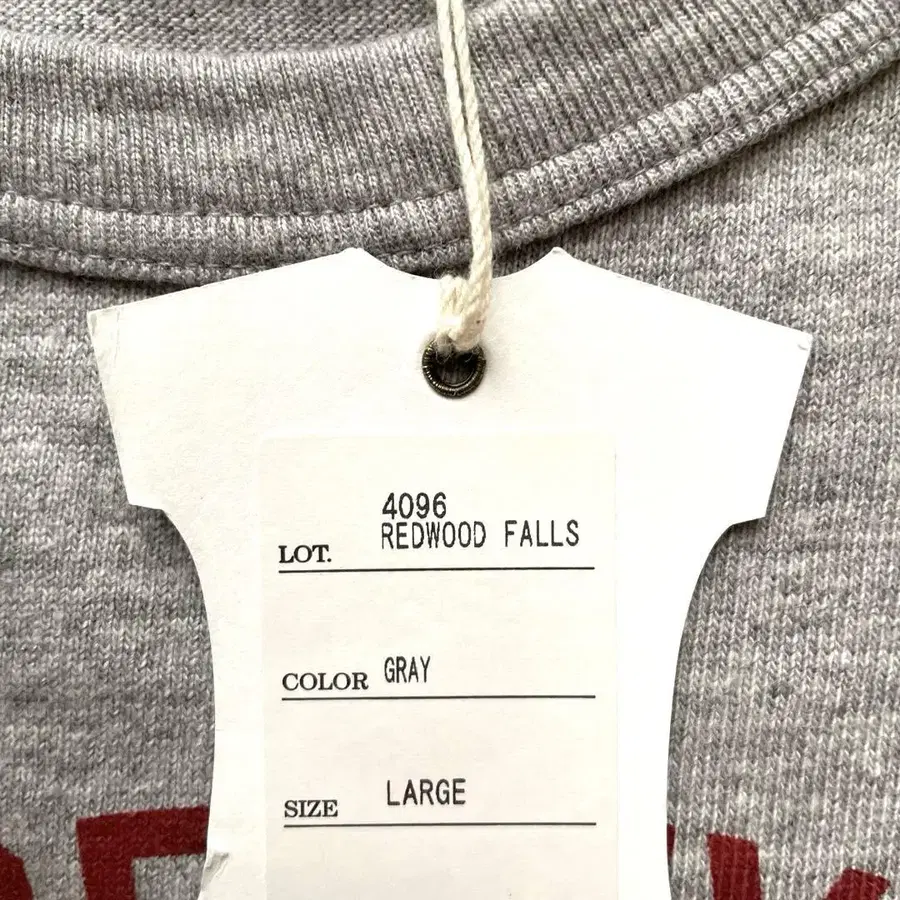 4096
LOT. REDWOOD FALLS
COLOR GRAY
SIZE LARGE